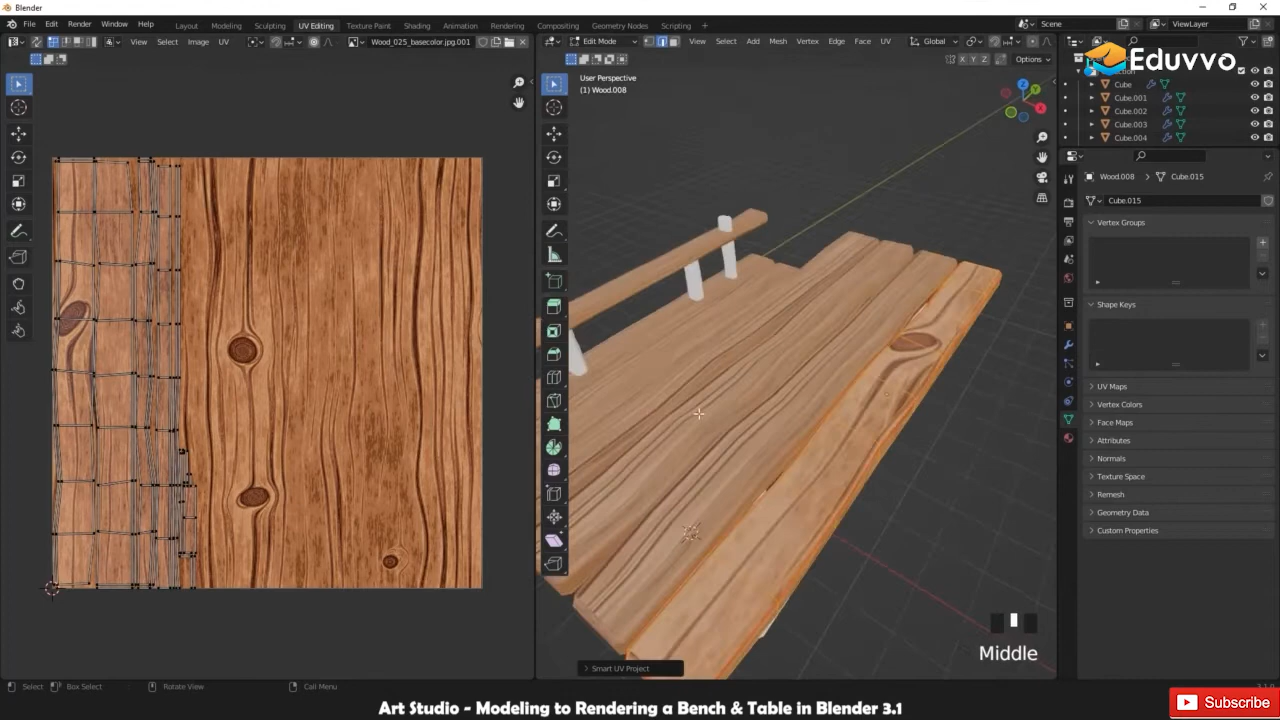 Blender
File Edit Render Window Help
Layout Modeling Sculpting UV Editing Texture Paint Shading Animation Rendering Compositing Geometry Nodes Scripting +
Scene
ViewLayer
View Select Image UV
Wood_025_basecolor.jpg.001
Edit Mode
View Select Add Mesh Vertex Edge Face UV
Global
X Y Z
Options
User Perspective
(1) Wood.008
Eduvvo
Cube
Cube.001
Cube.002
Cube.003
Cube.004
Wood.008 > Cube.015
Cube.015
Vertex Groups
Shape Keys
UV Maps
Vertex Colors
Face Maps
Attributes
Normals
Texture Space
Remesh
Geometry Data
Custom Properties
Middle
> Smart UV Project
Select
Box Select
Rotate View
Call Menu
Art Studio - Modeling to Rendering a Bench & Table in Blender 3.1
Subscribe